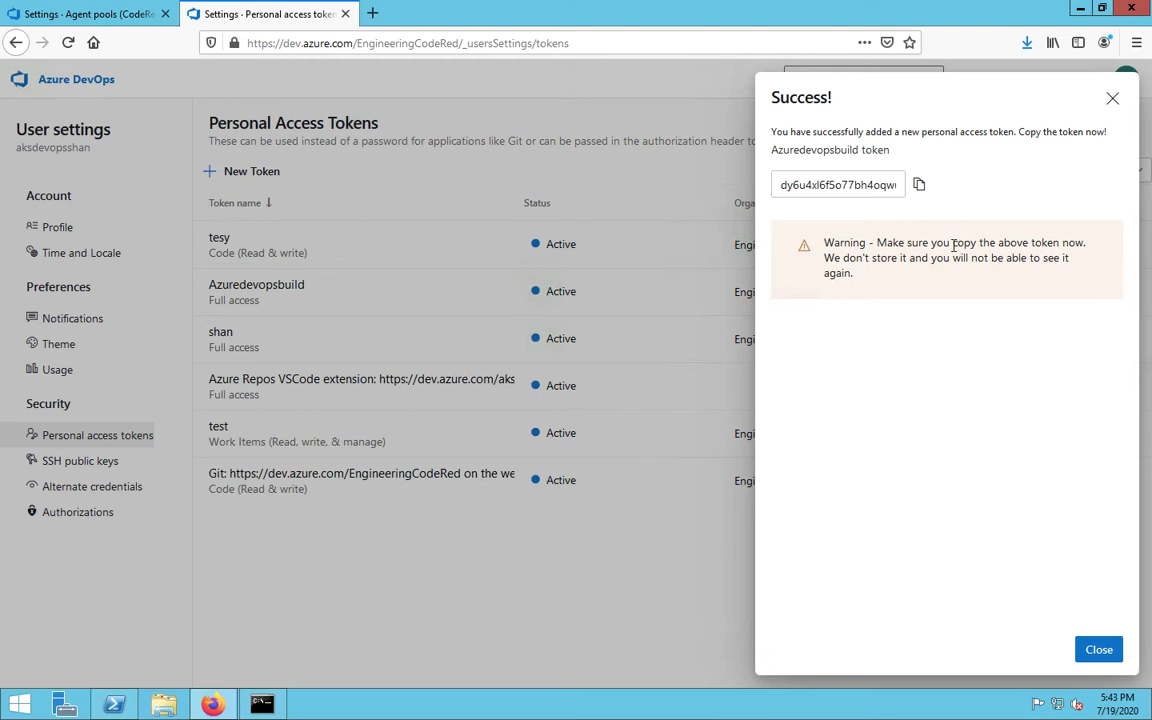 Settings - Agent pools (CodeRe
Settings - Personal access token
https://dev.azure.com/EngineeringCodeRed/_usersSettings/tokens
Azure DevOps
User settings
aksdevopsshan
Account
Profile
Time and Locale
Preferences
Notifications
Theme
Usage
Security
Personal access tokens
SSH public keys
Alternate credentials
Authorizations
Personal Access Tokens
These can be used instead of a password for applications like Git or can be passed in the authorization header to
New Token
Token name
Status
Orga
tesy
Code (Read & write)
Active
Engi
Azuredevopsbuild
Full access
Active
Engi
shan
Full access
Active
Engi
Azure Repos VSCode extension: https://dev.azure.com/aks
Full access
Active
test
Work Items (Read, write, & manage)
Active
Engi
Git: https://dev.azure.com/EngineeringCodeRed on the we
Code (Read & write)
Active
Engi
Success!
You have successfully added a new personal access token. Copy the token now!
Azuredevopsbuild token
Warning - Make sure you copy the above token now.
We don't store it and you will not be able to see it
again.
Close
5:43 PM
7/19/2020